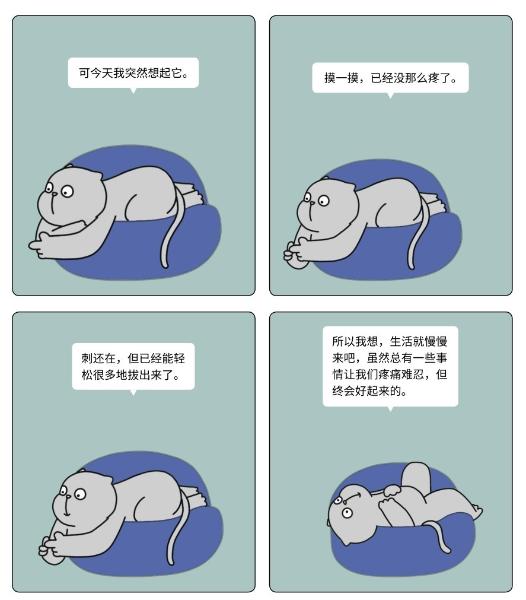 可今天我突然想起它。
摸一摸，已经没那么疼了。
刺还在，但已经能轻
松很多地拔出来了。
所以我想，生活就慢慢
来吧，虽然总有一些事
情让我们疼痛难忍，但
终会好起来的。